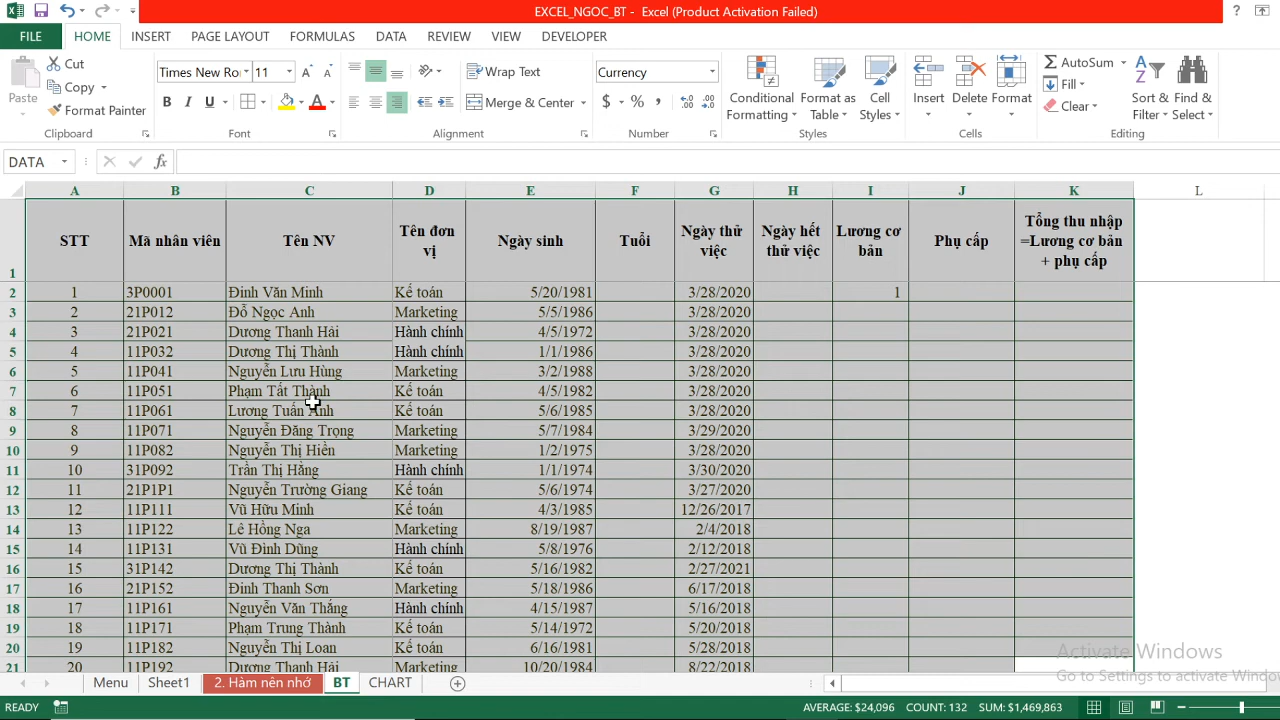 EXCEL_NGOC_BT - Excel (Product Activation Failed)
FILE HOME INSERT PAGE LAYOUT FORMULAS DATA REVIEW VIEW DEVELOPER
Paste
Cut
Copy
Format Painter
Clipboard
Times New Ro 11
B I U
Font
Wrap Text
Merge & Center
Alignment
Currency
$ % ,
Number
Conditional Formatting
Format as Table
Cell Styles
Styles
Insert Delete Format
Cells
AutoSum
Fill
Clear
Sort & Filter
Find & Select
Editing
DATA fx
A B C D E F G H I J K L
1 STT Mã nhân viên Tên NV Tên đơn vị Ngày sinh Tuổi Ngày thử việc Ngày hết thử việc Lương cơ bản Phụ cấp Tổng thu nhập =Lương cơ bản + phụ cấp
2 1 3P0001 Đinh Văn Minh Kế toán 5/20/1981 3/28/2020 1
3 2 21P012 Đỗ Ngọc Anh Marketing 5/5/1986 3/28/2020
4 3 21P021 Dương Thanh Hải Hành chính 4/5/1972 3/28/2020
5 4 11P032 Dương Thị Thành Hành chính 1/1/1986 3/28/2020
6 5 11P041 Nguyễn Lưu Hùng Marketing 3/2/1988 3/28/2020
7 6 11P051 Phạm Tất Thành Kế toán 4/5/1982 3/28/2020
8 7 11P061 Lương Tuấn Anh Kế toán 5/6/1985 3/28/2020
9 8 11P071 Nguyễn Đăng Trọng Marketing 5/7/1984 3/29/2020
10 9 11P082 Nguyễn Thị Hiền Marketing 1/2/1975 3/28/2020
11 10 31P092 Trần Thị Hằng Hành chính 1/1/1974 3/30/2020
12 11 21P1P1 Nguyễn Trường Giang Kế toán 5/6/1974 3/27/2020
13 12 11P111 Vũ Hữu Minh Kế toán 4/3/1985 12/26/2017
14 13 11P122 Lê Hồng Nga Marketing 8/19/1987 2/4/2018
15 14 11P131 Vũ Đình Dũng Hành chính 5/8/1976 2/12/2018
16 15 31P142 Dương Thị Thành Kế toán 5/16/1982 2/27/2021
17 16 21P152 Đinh Thanh Sơn Marketing 5/18/1986 6/17/2018
18 17 11P161 Nguyễn Văn Thắng Hành chính 4/15/1987 5/16/2018
19 18 11P171 Phạm Trung Thành Kế toán 5/14/1972 5/20/2018
20 19 11P182 Nguyễn Thị Loan Kế toán 6/16/1981 5/28/2018
21 20 11P192 Dương Thanh Hải Marketing 10/20/1984 8/22/2018
Activate Windows
Go to Settings to activate Windo
Menu Sheet1 2. Hàm nên nhớ BT CHART
READY AVERAGE: $24,096 COUNT: 132 SUM: $1,469,863